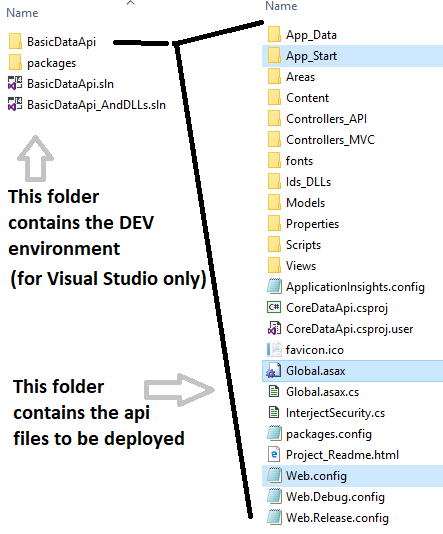 Name
BasicDataApi
packages
BasicDataApi.sln
BasicDataApi_AndDLLs.sln
This folder
contains the DEV
environment
(for Visual Studio only)
This folder
contains the api
files to be deployed
Name
App_Data
App_Start
Areas
Content
Controllers_API
Controllers_MVC
fonts
Ids_DLLs
Models
Properties
Scripts
Views
ApplicationInsights.config
CoreDataApi.csproj
CoreDataApi.csproj.user
favicon.ico
Global.asax
Global.asax.cs
InterjectSecurity.cs
packages.config
Project_Readme.html
Web.config
Web.Debug.config
Web.Release.config